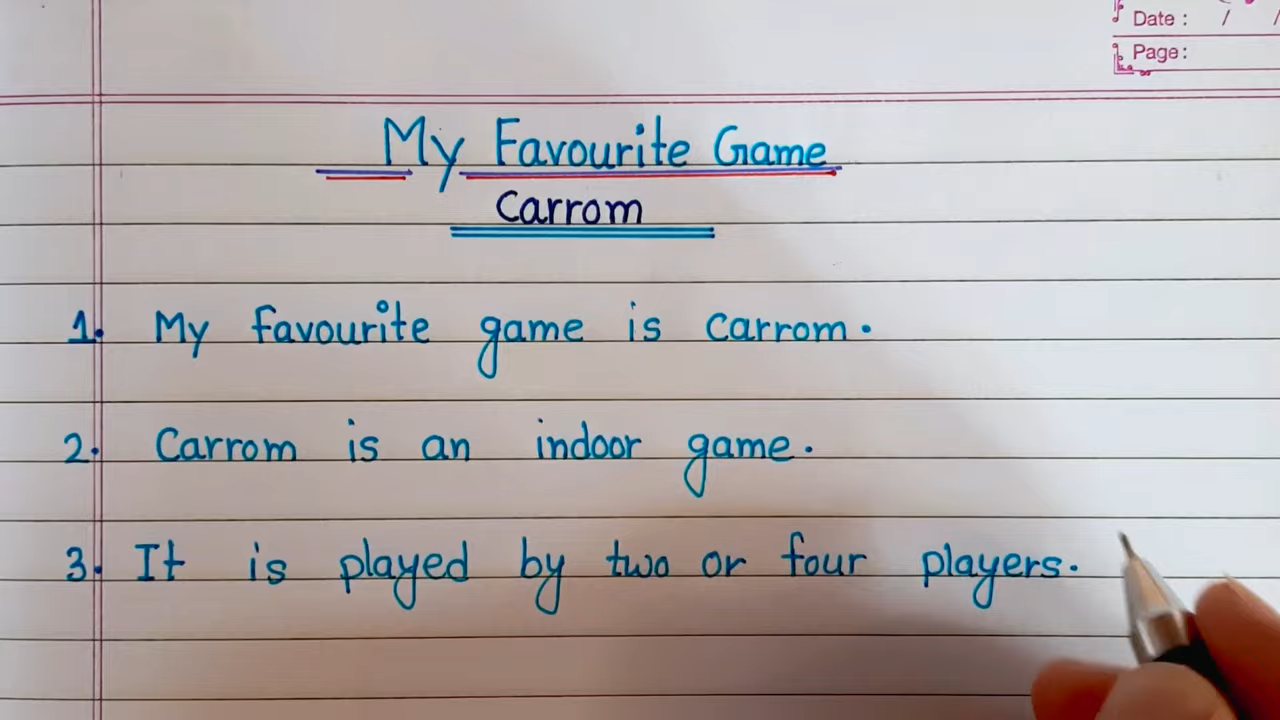 Date : / /
Page:
My Favourite Game
Carrom
1. My favourite game is carrom.
2. Carrom is an indoor game.
3. It is played by two or four players.